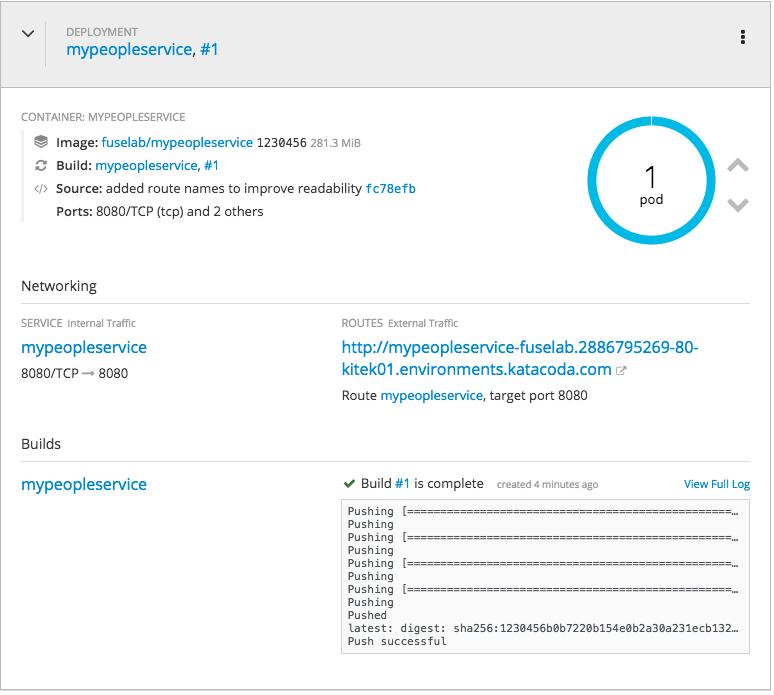 DEPLOYMENT
mypeopleservice, #1
CONTAINER: MYPEOPLESERVICE
Image: fuselab/mypeopleservice 1230456 281.3 MiB
Build: mypeopleservice, #1
Source: added route names to improve readability fc78efb
Ports: 8080/TCP (tcp) and 2 others
1
pod
Networking
SERVICE Internal Traffic
mypeopleservice
8080/TCP → 8080
ROUTES External Traffic
http://mypeopleservice-fuselab.2886795269-80-
kitek01.environments.katacoda.com
Route mypeopleservice, target port 8080
Builds
mypeopleservice
Build #1 is complete created 4 minutes ago View Full Log
Pushing [==================================================…
Pushing
Pushing [==================================================…
Pushing
Pushing [==================================================…
Pushing
Pushing [==================================================…
Pushing
Pushed
latest: digest: sha256:1230456b0b7220b154e0b2a30a231ecb132…
Push successful